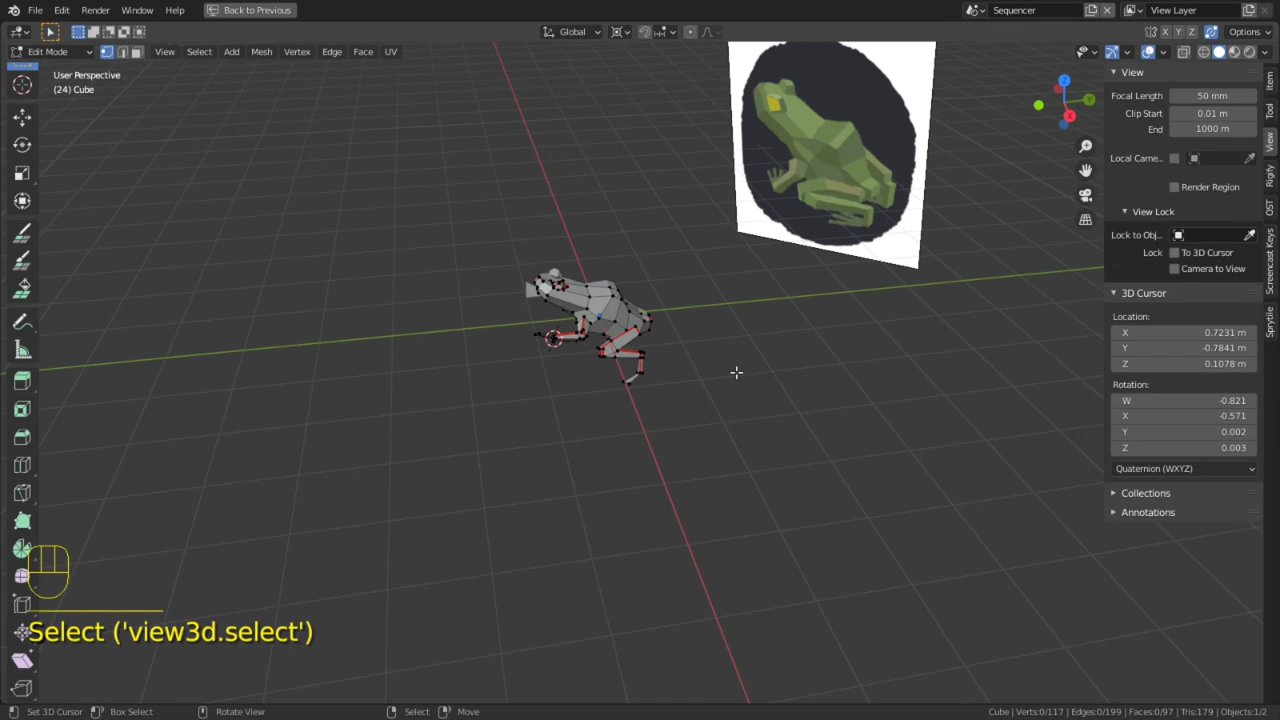 File Edit Render Window Help Back to Previous Sequencer View Layer
Global Options
Edit Mode View Select Add Mesh Vertex Edge Face UV
User Perspective
(24) Cube
View
Focal Length 50 mm
Clip Start 0.01 m
End 1000 m
Local Came..
Render Region
View Lock
Lock to Obj..
Lock To 3D Cursor
Camera to View
3D Cursor
Location:
X 0.7231 m
Y -0.7841 m
Z 0.1078 m
Rotation:
W -0.821
X -0.571
Y 0.002
Z 0.003
Quaternion (WXYZ)
Collections
Annotations
Item
Tool
View
Rigify
OST
Screencast Keys
Sprytile
X Y Z
Select ('view3d.select')
Set 3D Cursor Box Select Rotate View Select Move Cube | Verts:0/117 | Edges:0/199 | Faces:0/97 | Tris:179 | Objects:1/2